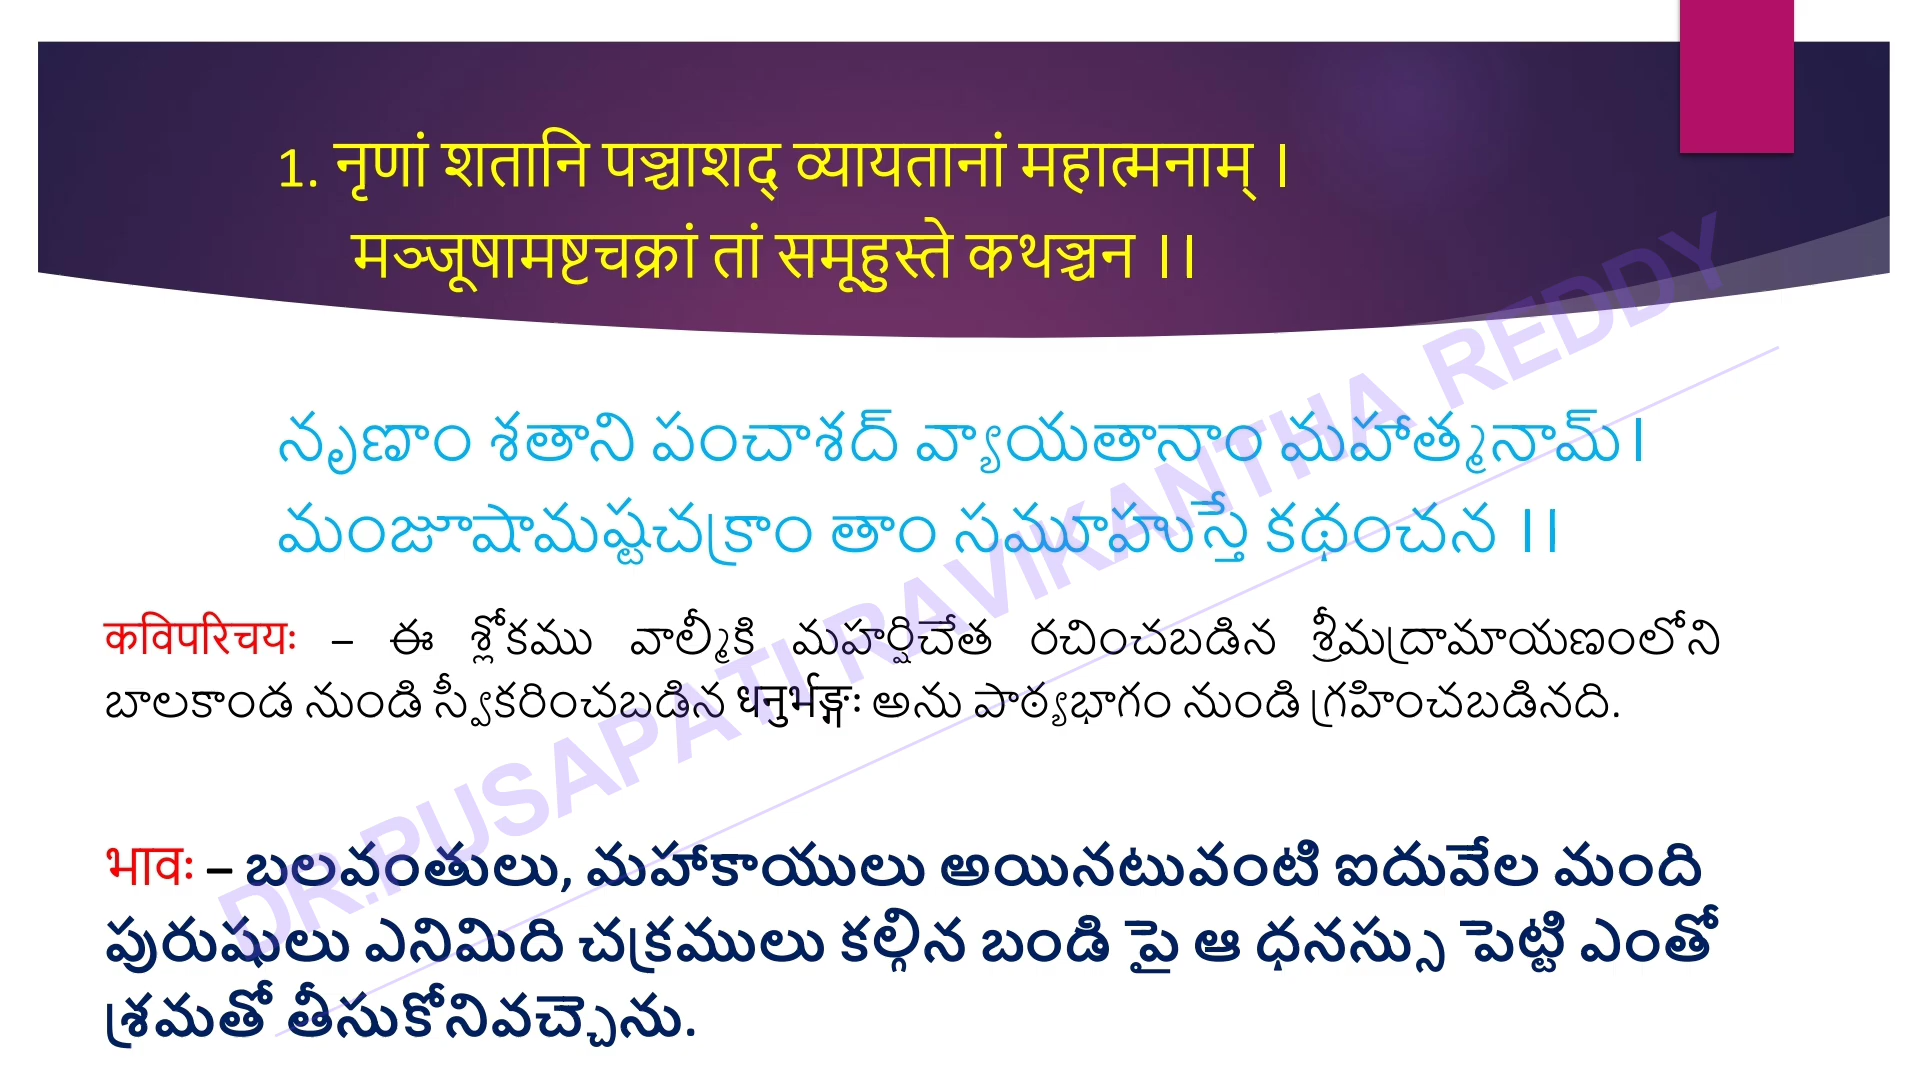 1. नृणां शतानि पञ्चाशद् व्यायतानां महात्मनाम् ।
मञ्जूषामष्टचक्रां तां समूहुस्ते कथञ्चन ।।
నృణాం శతాని పంచాశద్ వ్యాయతానాం మహాత్మనామ్।
మంజూషామష్టచక్రాం తాం సమూహుస్తే కథంచన ।।
कविपरिचयः – ఈ శ్లోకము వాల్మీకి మహర్షిచేత రచించబడిన శ్రీమద్రామాయణంలోని
బాలకాండ నుండి స్వీకరించబడిన धनुर्भङ्गः అను పాఠ్యభాగం నుండి గ్రహించబడినది.
भावः – బలవంతులు, మహాకాయులు అయినటువంటి ఐదువేల మంది
పురుషులు ఎనిమిది చక్రములు కల్గిన బండి పై ఆ ధనస్సు పెట్టి ఎంతో
శ్రమతో తీసుకోనివచ్చెను.
DR.PUSAPATI RAVIKANTHA REDDY